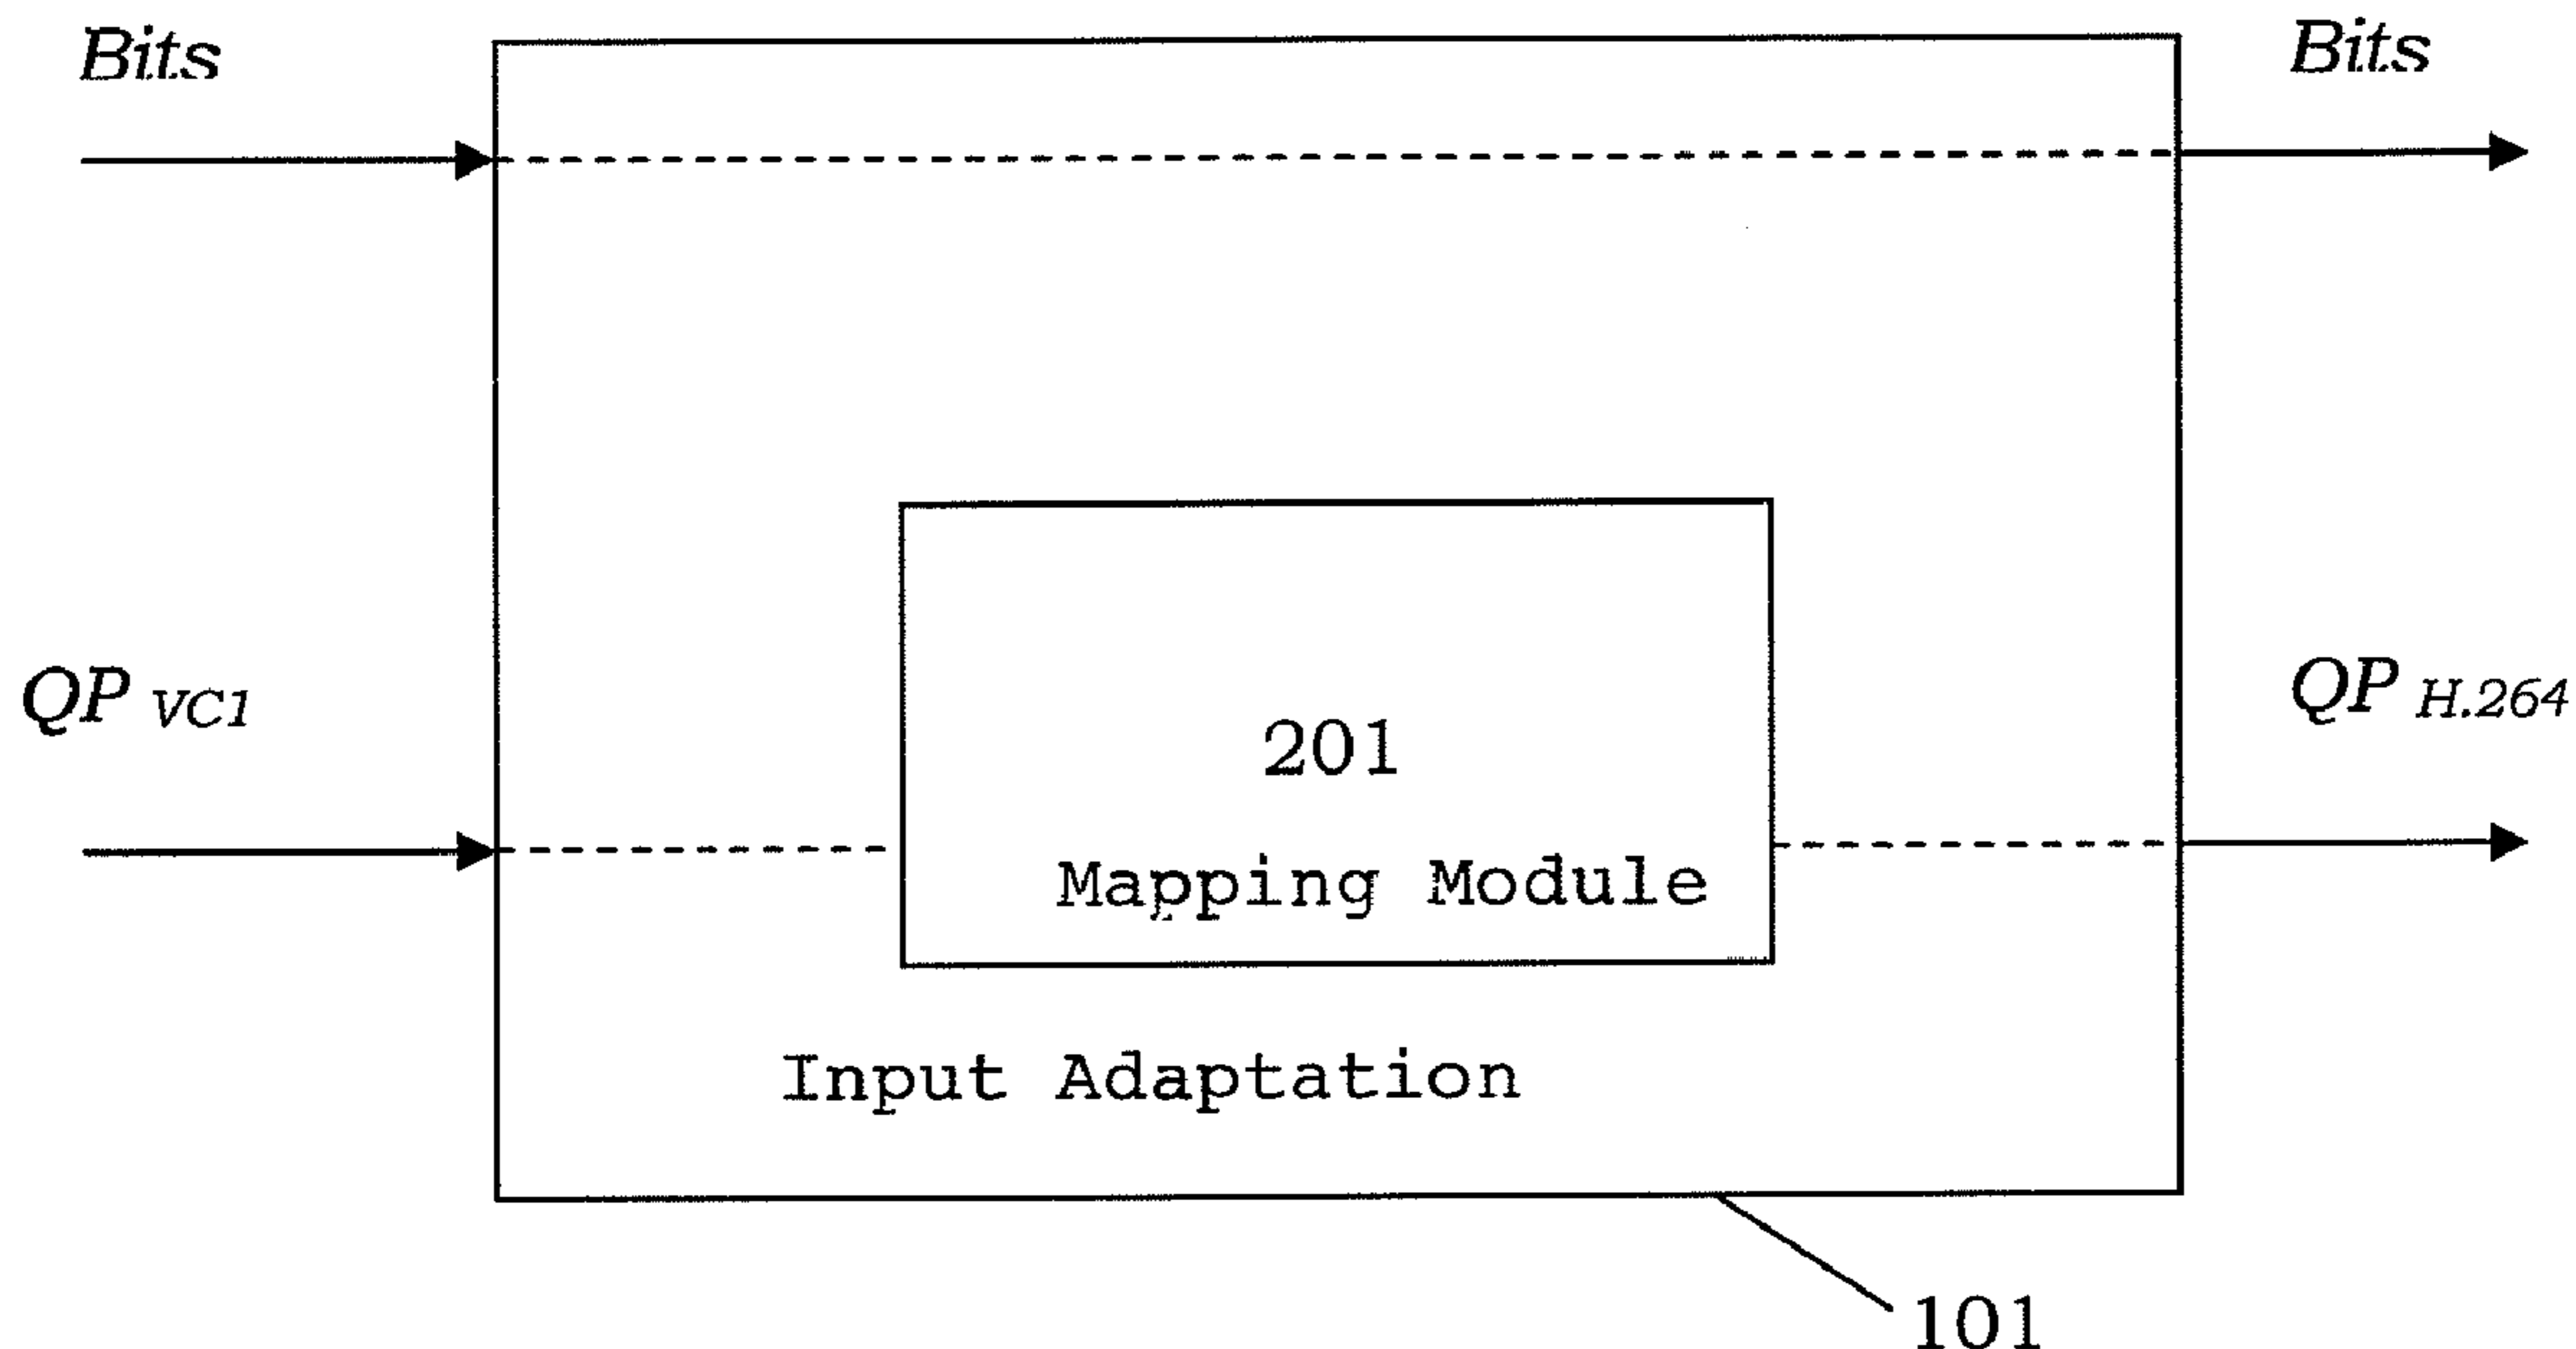 Bits
Bits
QP VC1
QP H.264
201
Mapping Module
Input Adaptation
101